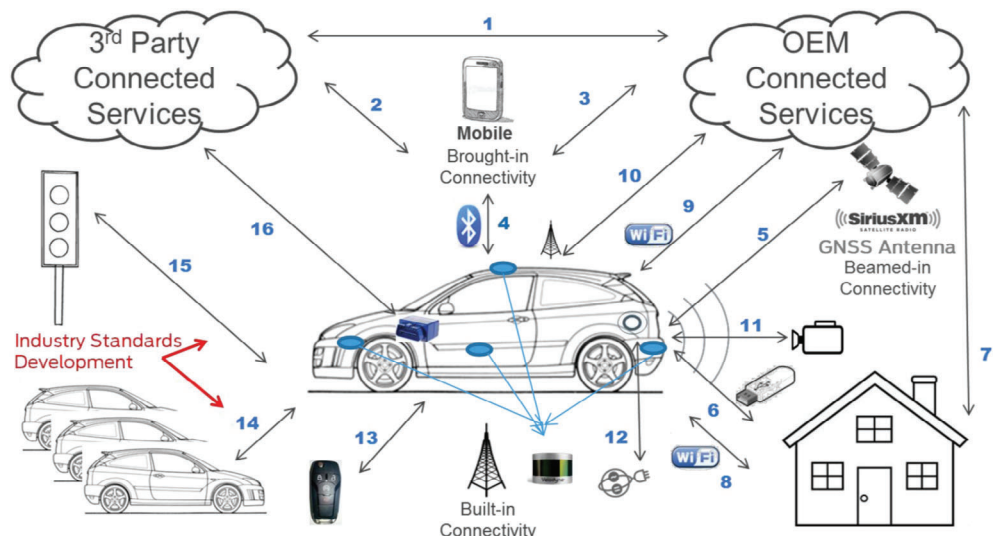 1
3rd Party
Connected
Services
OEM
Connected
Services
2
3
Mobile
Brought-in
Connectivity
10
9
16
4
WiFi
5
((SiriusXM))
SATELLITE RADIO
GNSS Antenna
Beamed-in
Connectivity
15
Industry Standards
Development
11
7
14
13
6
12
WiFi
8
Velodyne
Built-in
Connectivity